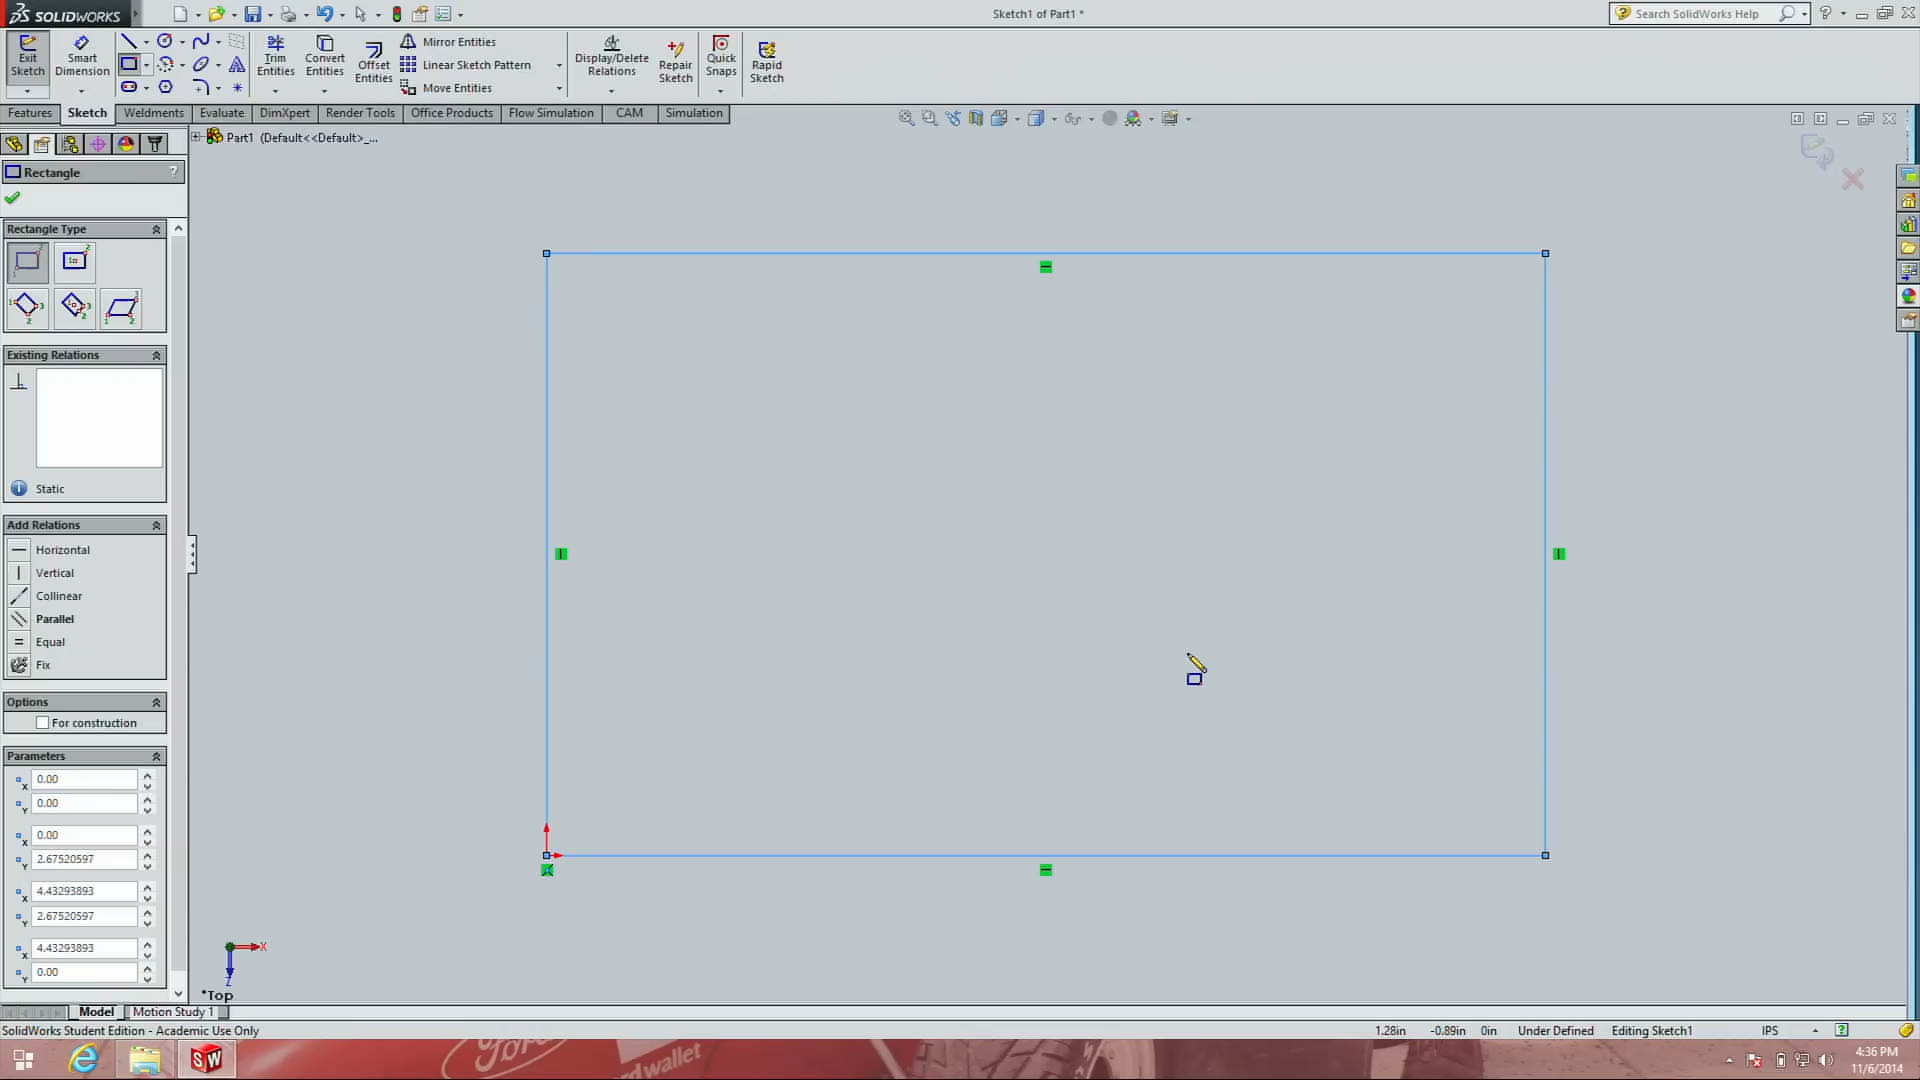 SOLIDWORKS
Sketch1 of Part1 *
Search SolidWorks Help
Exit Sketch
Smart Dimension
Trim Entities
Convert Entities
Offset Entities
Mirror Entities
Linear Sketch Pattern
Move Entities
Display/Delete Relations
Repair Sketch
Quick Snaps
Rapid Sketch
Features Sketch Weldments Evaluate DimXpert Render Tools Office Products Flow Simulation CAM Simulation
Part1 (Default<<Default>_...
Rectangle ?
Rectangle Type
Existing Relations
Static
Add Relations
Horizontal
Vertical
Collinear
Parallel
Equal
Fix
Options
For construction
Parameters
X 0.00
Y 0.00
X 0.00
Y 2.67520597
X 4.43293893
Y 2.67520597
X 4.43293893
Y 0.00
X
Z
*Top
Model Motion Study 1
SolidWorks Student Edition - Academic Use Only
1.28in -0.89in 0in Under Defined Editing Sketch1 IPS
SW
Ford
rdwallet
4:36 PM
11/6/2014